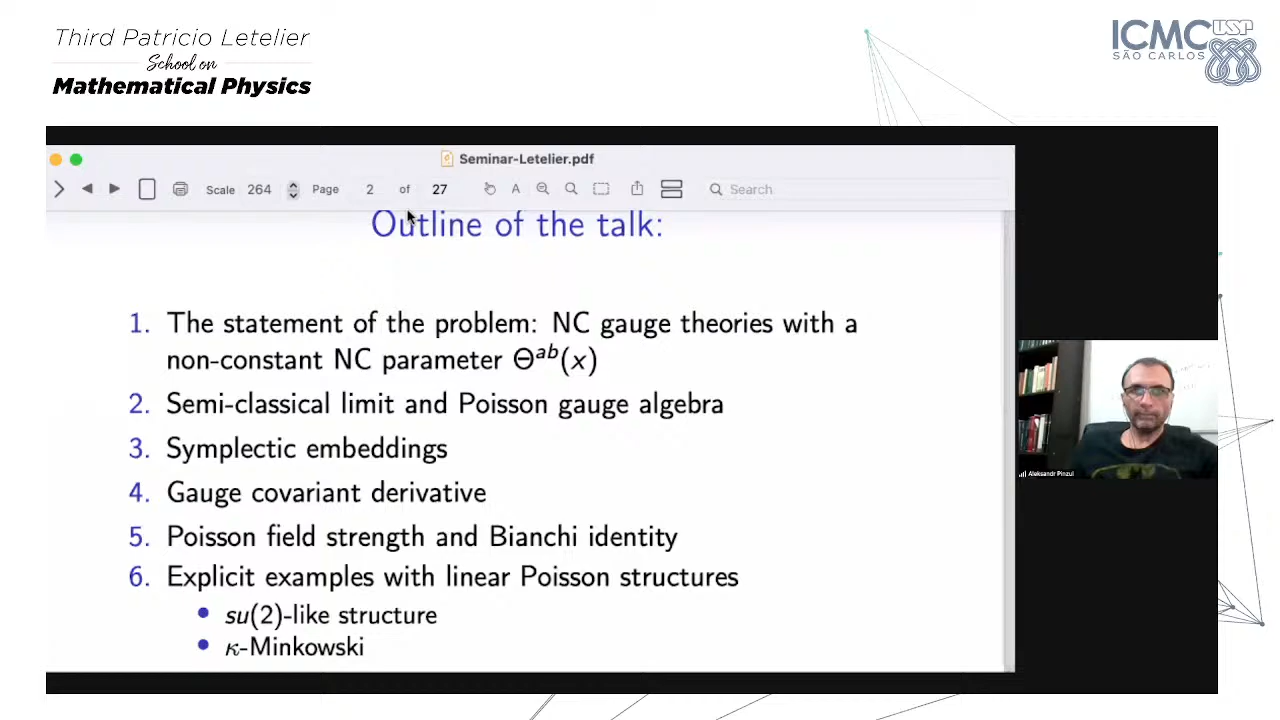 Third Patricio Letelier
School on
Mathematical Physics
ICMC USP
SÃO CARLOS
Seminar-Letelier.pdf
Scale 264 Page 2 of 27 A Search
Outline of the talk:
1. The statement of the problem: NC gauge theories with a
non-constant NC parameter Θᵃᵇ(x)
2. Semi-classical limit and Poisson gauge algebra
3. Symplectic embeddings
4. Gauge covariant derivative
5. Poisson field strength and Bianchi identity
6. Explicit examples with linear Poisson structures
• su(2)-like structure
• κ-Minkowski
Aleksandr Pinzul